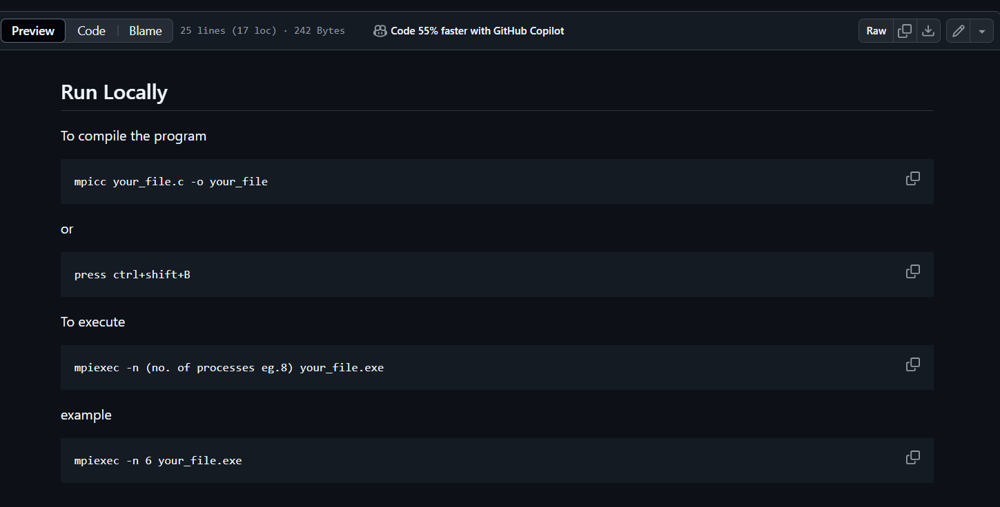 Preview Code Blame 25 lines (17 loc) · 242 Bytes Code 55% faster with GitHub Copilot Raw
Run Locally
To compile the program
mpicc your_file.c -o your_file
or
press ctrl+shift+B
To execute
mpiexec -n (no. of processes eg.8) your_file.exe
example
mpiexec -n 6 your_file.exe